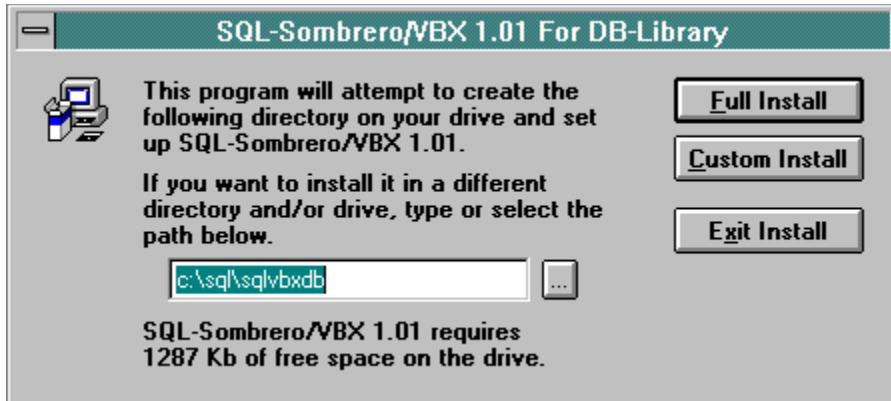 SQL-Sombrero/VBX 1.01 For DB-Library
This program will attempt to create the
following directory on your drive and set
up SQL-Sombrero/VBX 1.01.
If you want to install it in a different
directory and/or drive, type or select the
path below.
c:\sql\sqlvbxdb
...
SQL-Sombrero/VBX 1.01 requires
1287 Kb of free space on the drive.
Full Install
Custom Install
Exit Install